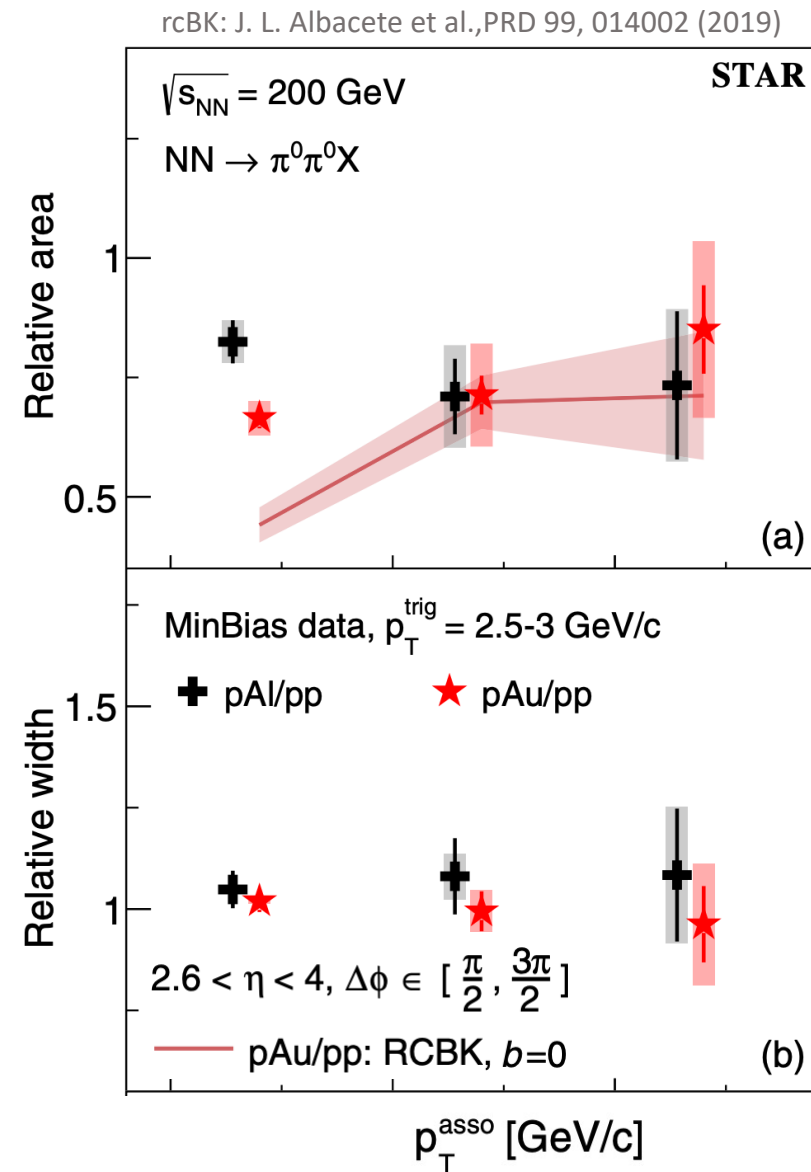 rcBK: J. L. Albacete et al.,PRD 99, 014002 (2019)
STAR
√s_NN = 200 GeV
NN → π⁰π⁰X
1
Relative area
0.5
(a)
MinBias data, p_T^trig = 2.5-3 GeV/c
pAl/pp
pAu/pp
1.5
Relative width
1
2.6 < η < 4, Δϕ ∈ [ π/2 , 3π/2 ]
pAu/pp: RCBK, b=0
(b)
p_T^asso [GeV/c]